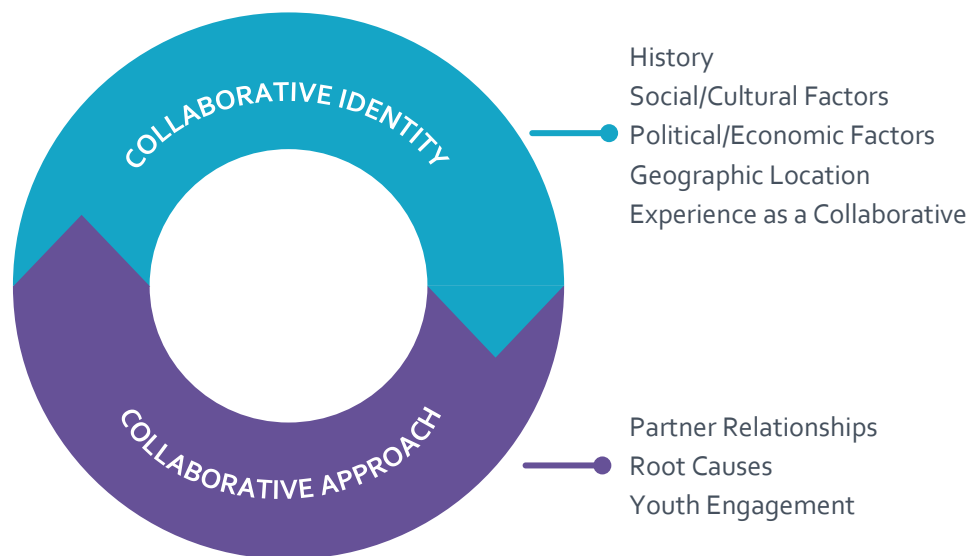 COLLABORATIVE IDENTITY
History
Social/Cultural Factors
Political/Economic Factors
Geographic Location
Experience as a Collaborative
COLLABORATIVE APPROACH
Partner Relationships
Root Causes
Youth Engagement